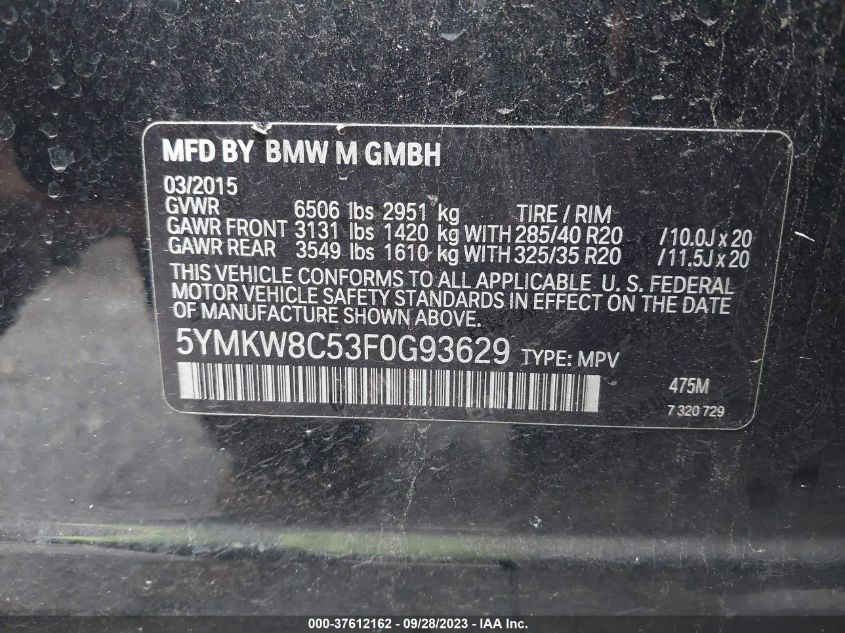 MFD BY BMW M GMBH
03/2015
GVWR 6506 lbs 2951 kg TIRE / RIM
GAWR FRONT 3131 lbs 1420 kg WITH 285/40 R20 /10.0J x 20
GAWR REAR 3549 lbs 1610 kg WITH 325/35 R20 /11.5J x 20
THIS VEHICLE CONFORMS TO ALL APPLICABLE U. S. FEDERAL
MOTOR VEHICLE SAFETY STANDARDS IN EFFECT ON THE DATE
OF MANUFACTURE SHOWN ABOVE.
5YMKW8C53F0G93629 TYPE: MPV
475M
7 320 729
000-37612162 - 09/28/2023 - IAAI.COM